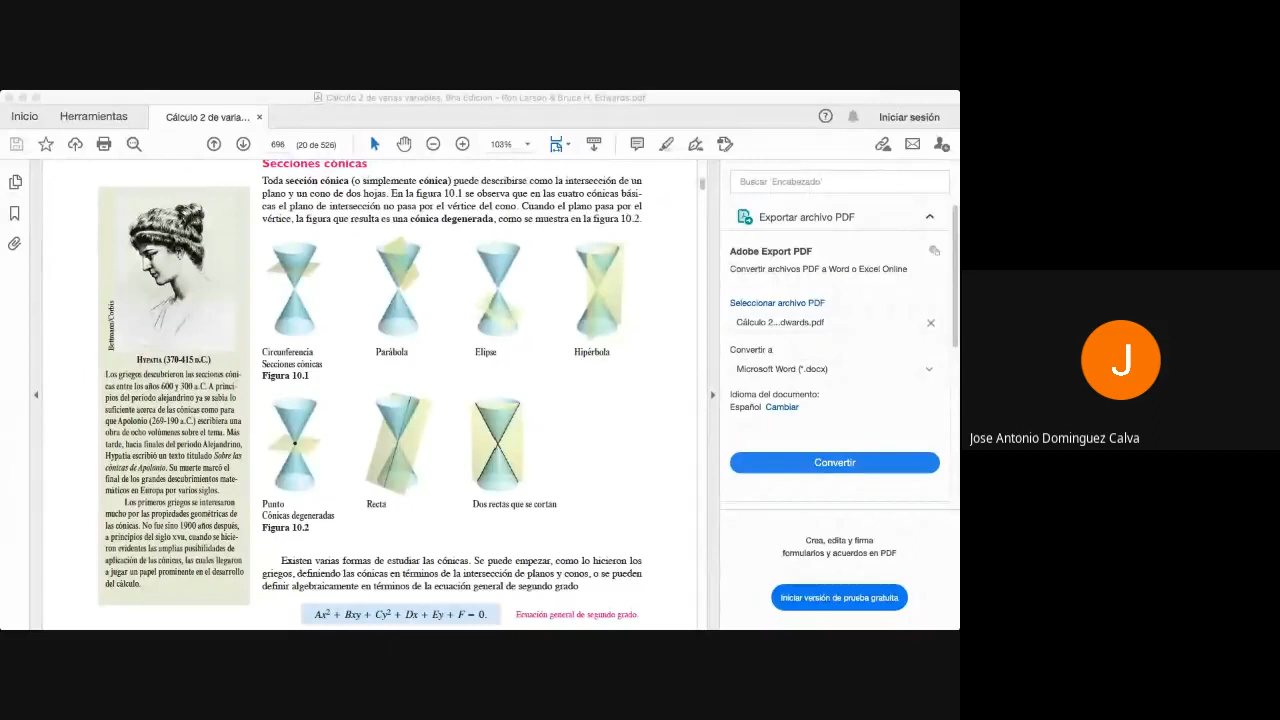 Cálculo 2 de varias variables, 9na Edición - Ron Larson & Bruce H. Edwards.pdf
Inicio
Herramientas
Cálculo 2 de varia... ×
Iniciar sesión
696 (20 de 526)
103%
Secciones cónicas
Toda sección cónica (o simplemente cónica) puede describirse como la intersección de un
plano y un cono de dos hojas. En la figura 10.1 se observa que en las cuatro cónicas bási-
cas el plano de intersección no pasa por el vértice del cono. Cuando el plano pasa por el
vértice, la figura que resulta es una cónica degenerada, como se muestra en la figura 10.2.
Bettmann/Corbis
HYPATIA (370-415 D.C.)
Los griegos descubrieron las secciones cóni-
cas entre los años 600 y 300 a.C. A princi-
pios del periodo alejandrino ya se sabía lo
suficiente acerca de las cónicas como para
que Apolonio (269-190 a.C.) escribiera una
obra de ocho volúmenes sobre el tema. Más
tarde, hacia finales del periodo Alejandrino,
Hypatia escribió un texto titulado Sobre las
cónicas de Apolonio. Su muerte marcó el
final de los grandes descubrimientos mate-
máticos en Europa por varios siglos.
Los primeros griegos se interesaron
mucho por las propiedades geométricas de
las cónicas. No fue sino 1900 años después,
a principios del siglo XVII, cuando se hicie-
ron evidentes las amplias posibilidades de
aplicación de las cónicas, las cuales llegaron
a jugar un papel prominente en el desarrollo
del cálculo.
Circunferencia
Parábola
Elipse
Hipérbola
Secciones cónicas
Figura 10.1
Punto
Recta
Dos rectas que se cortan
Cónicas degeneradas
Figura 10.2
Existen varias formas de estudiar las cónicas. Se puede empezar, como lo hicieron los
griegos, definiendo las cónicas en términos de la intersección de planos y conos, o se pueden
definir algebraicamente en términos de la ecuación general de segundo grado
Ax² + Bxy + Cy² + Dx + Ey + F = 0. Ecuación general de segundo grado.
Buscar 'Encabezado'
Exportar archivo PDF
Adobe Export PDF
Convertir archivos PDF a Word o Excel Online
Seleccionar archivo PDF
Cálculo 2...dwards.pdf
Convertir a
Microsoft Word (*.docx)
Idioma del documento:
Español Cambiar
Convertir
Crea, edita y firma
formularios y acuerdos en PDF
Iniciar versión de prueba gratuita
J
Jose Antonio Dominguez Calva